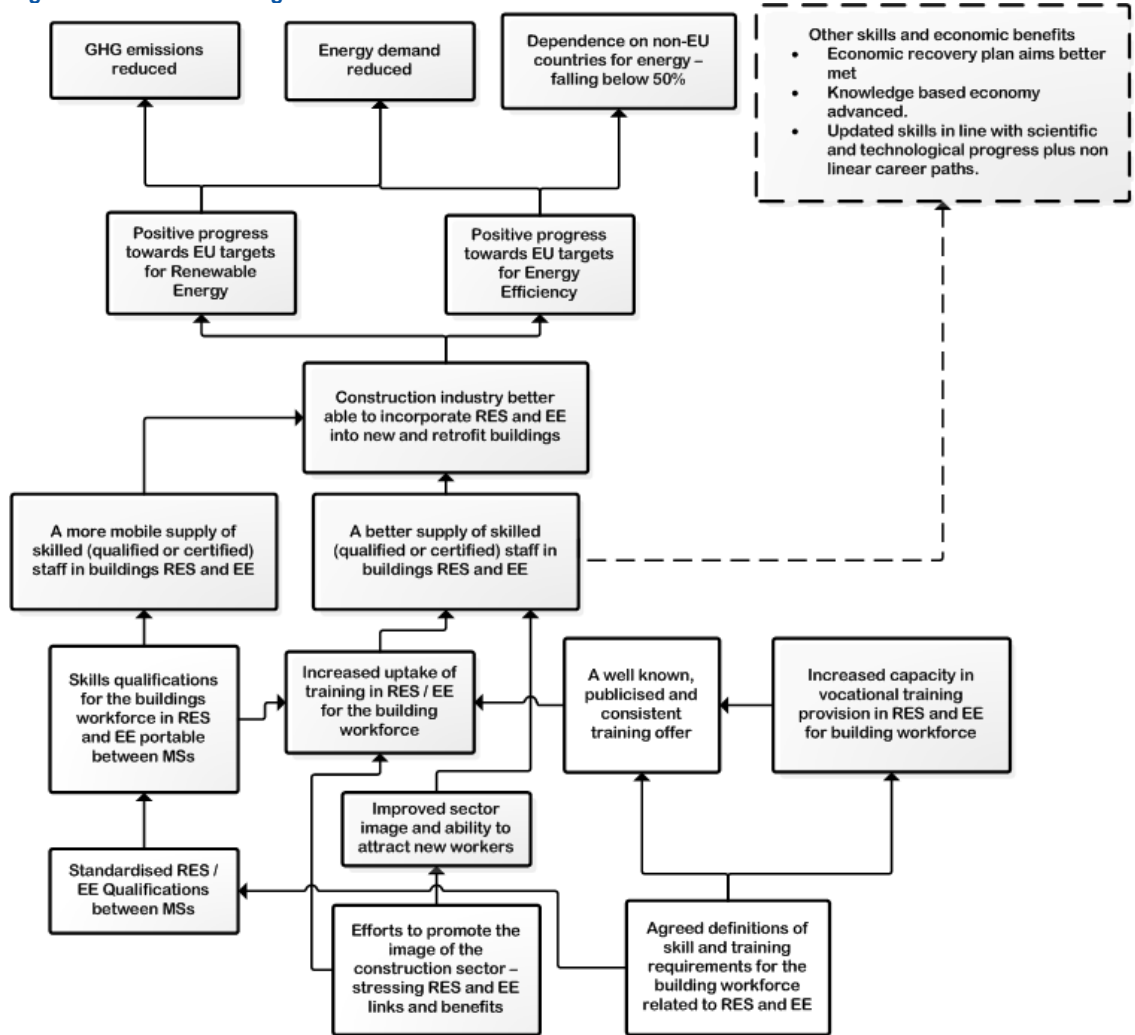 GHG emissions
reduced
Energy demand
reduced
Dependence on non-EU
countries for energy –
falling below 50%
Other skills and economic benefits
• Economic recovery plan aims better
met
• Knowledge based economy
advanced.
• Updated skills in line with scientific
and technological progress plus non
linear career paths.
Positive progress
towards EU targets
for Renewable
Energy
Positive progress
towards EU targets
for Energy
Efficiency
Construction industry better
able to incorporate RES and EE
into new and retrofit buildings
A more mobile supply of
skilled (qualified or certified)
staff in buildings RES and EE
A better supply of skilled
(qualified or certified) staff in
buildings RES and EE
Skills qualifications
for the buildings
workforce in RES
and EE portable
between MSs
Increased uptake of
training in RES / EE
for the building
workforce
A well known,
publicised and
consistent
training offer
Increased capacity in
vocational training
provision in RES and EE
for building workforce
Improved sector
image and ability to
attract new workers
Standardised RES /
EE Qualifications
between MSs
Efforts to promote the
image of the
construction sector –
stressing RES and EE
links and benefits
Agreed definitions of
skill and training
requirements for the
building workforce
related to RES and EE